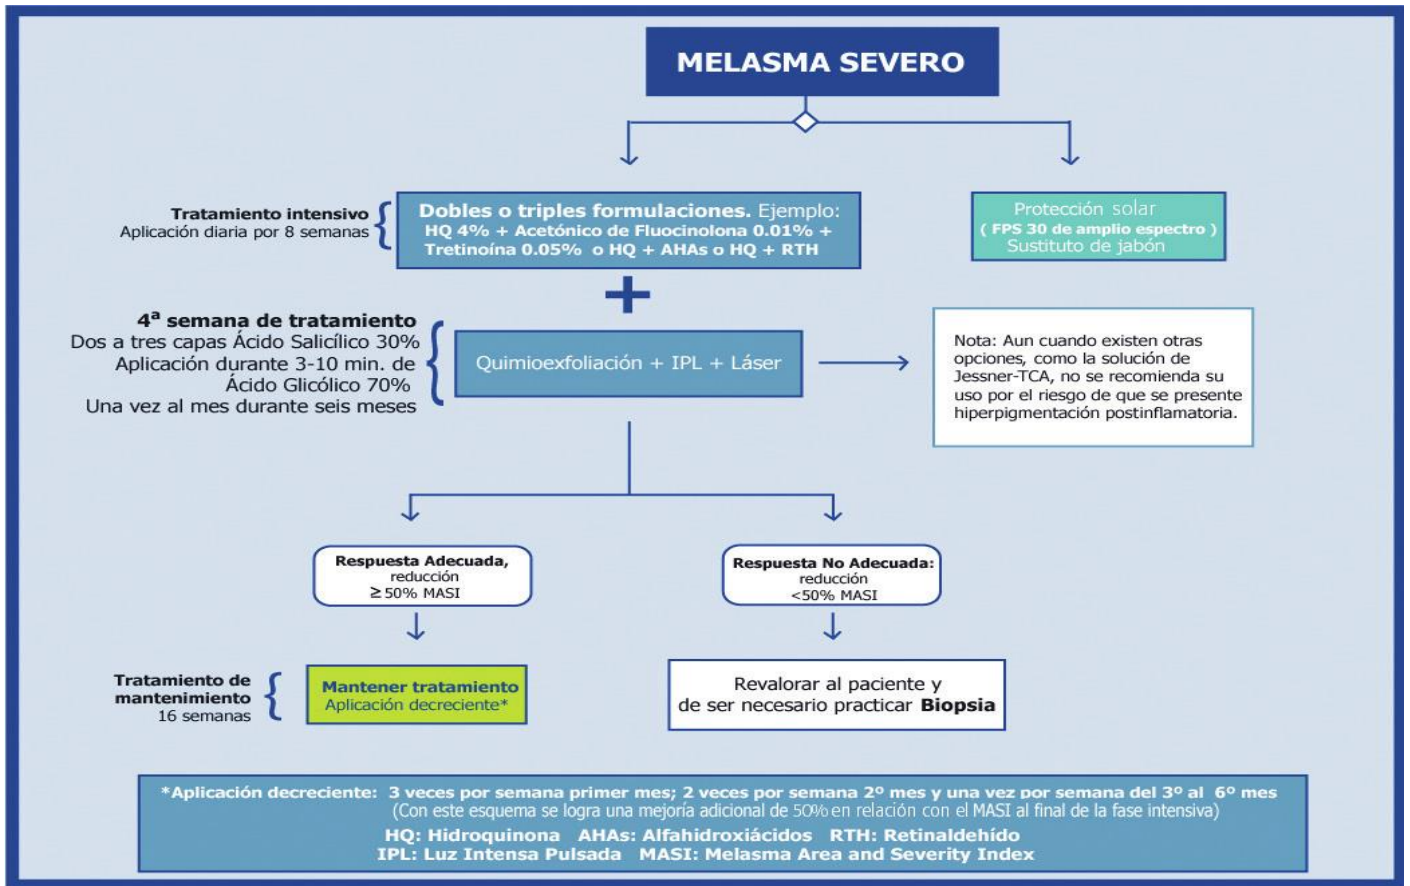 MELASMA SEVERO
Tratamiento intensivo
Aplicación diaria por 8 semanas
Dobles o triples formulaciones. Ejemplo:
HQ 4% + Acetónico de Fluocinolona 0.01% +
Tretinoína 0.05% o HQ + AHAs o HQ + RTH
Protección solar
( FPS 30 de amplio espectro )
Sustituto de jabón
+
4ª semana de tratamiento
Dos a tres capas Ácido Salicílico 30%
Aplicación durante 3-10 min. de
Ácido Glicólico 70%
Una vez al mes durante seis meses
Quimioexfoliación + IPL + Láser
Nota: Aun cuando existen otras
opciones, como la solución de
Jessner-TCA, no se recomienda su
uso por el riesgo de que se presente
hiperpigmentación postinflamatoria.
Respuesta Adecuada,
reducción
≥50% MASI
Respuesta No Adecuada:
reducción
<50% MASI
Tratamiento de
mantenimiento
16 semanas
Mantener tratamiento
Aplicación decreciente*
Revalorar al paciente y
de ser necesario practicar Biopsia
*Aplicación decreciente: 3 veces por semana primer mes; 2 veces por semana 2º mes y una vez por semana del 3º al 6º mes
(Con este esquema se logra una mejoría adicional de 50% en relación con el MASI al final de la fase intensiva)
HQ: Hidroquinona AHAs: Alfahidroxiácidos RTH: Retinaldehído
IPL: Luz Intensa Pulsada MASI: Melasma Area and Severity Index